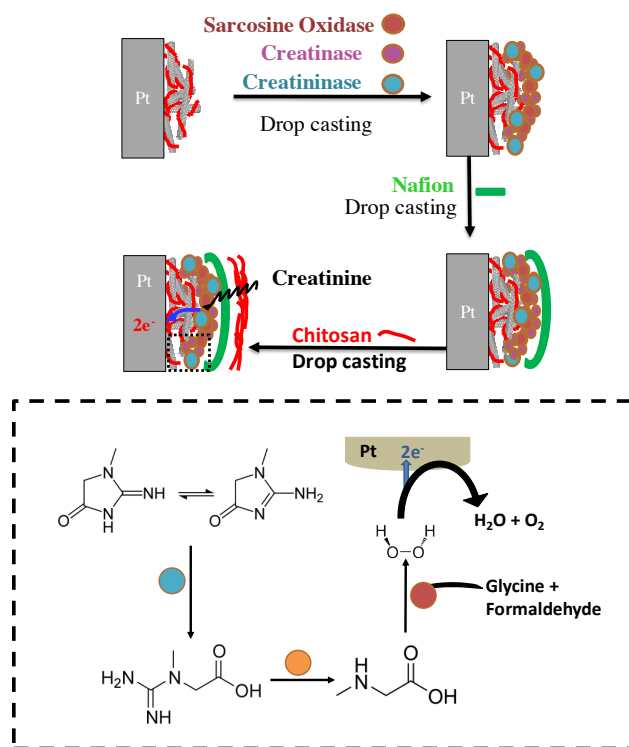 Sarcosine Oxidase
Creatinase
Creatininase
Pt
Drop casting
Pt
Nafion
Drop casting
Pt
Creatinine
2e-
Pt
Chitosan
Drop casting
Pt 2e-
N
NH
N
H
O
N
NH2
N
O
H H
O-O
H2O + O2
Glycine +
Formaldehyde
NH2
H2N N O
OH
NH
H
N O
OH